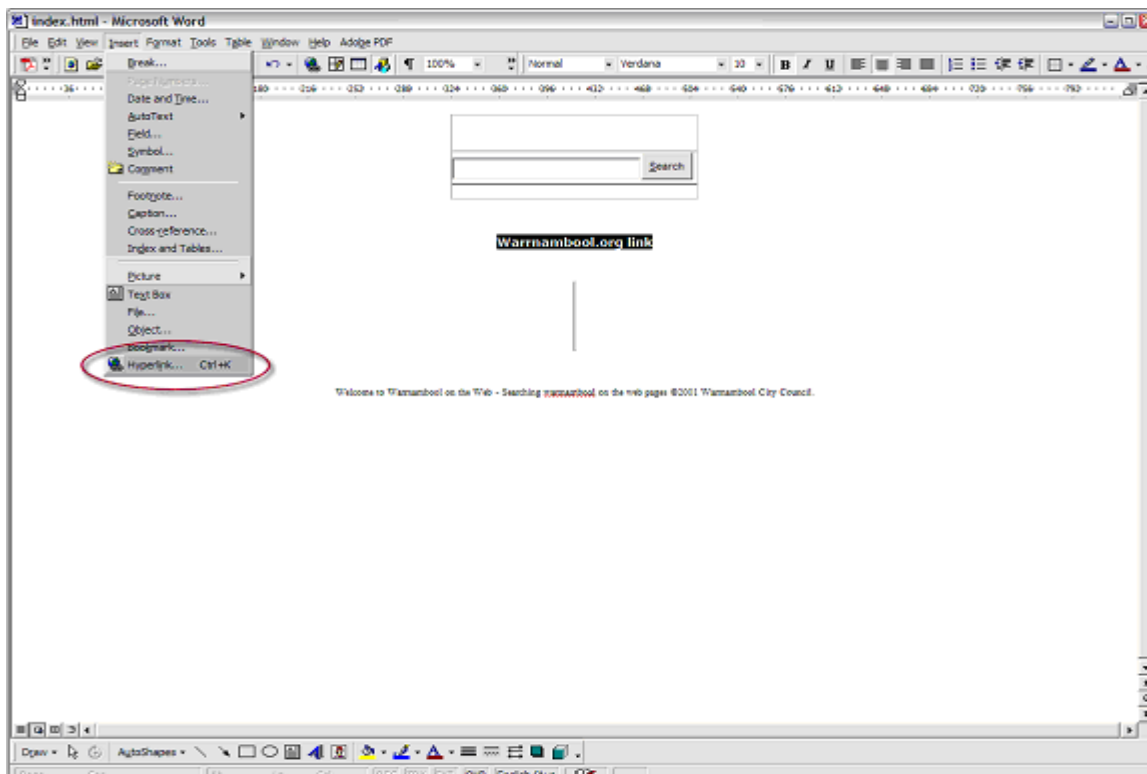 index.html - Microsoft Word
File Edit View Insert Format Tools Table Window Help Adobe PDF
100% Normal Verdana 10 B I U
Break...
Page Numbers...
Date and Time...
AutoText
Field...
Symbol...
Comment
Footnote...
Caption...
Cross-reference...
Index and Tables...
Picture
Text Box
File...
Object...
Bookmark...
Hyperlink... Ctrl+K
Search
Warrnambool.org link
Welcome to Warrnambool on the Web - Searching warrnambool on the web pages ©2001 Warrnambool City Council.
Draw AutoShapes